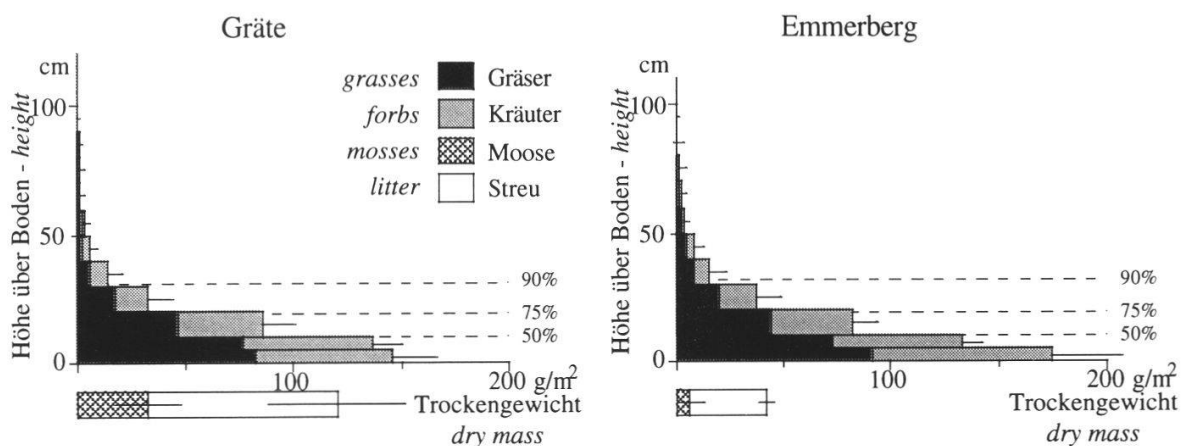 Gräte
cm
100
50
0
Höhe über Boden - height
grasses Gräser
forbs Kräuter
mosses Moose
litter Streu
90%
75%
50%
100
200
g/m²
Trockengewicht
dry mass
Emmerberg
cm
100
50
0
Höhe über Boden - height
90%
75%
50%
100
200
g/m²
Trockengewicht
dry mass